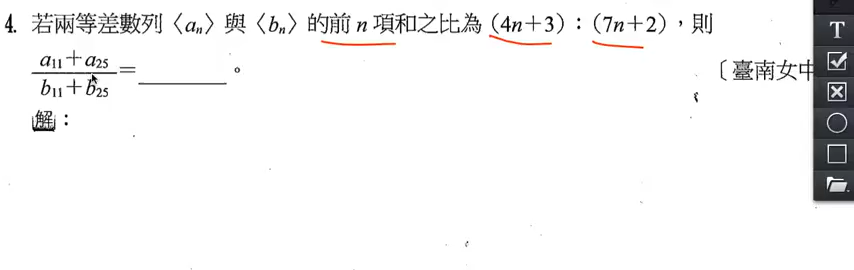 4. 若兩等差數列〈aₙ〉與〈bₙ〉的前 n 項和之比為 (4n+3):(7n+2),則
a₁₁+a₂₅
b₁₁+b₂₅
=________。
〔臺南女中
解:
T